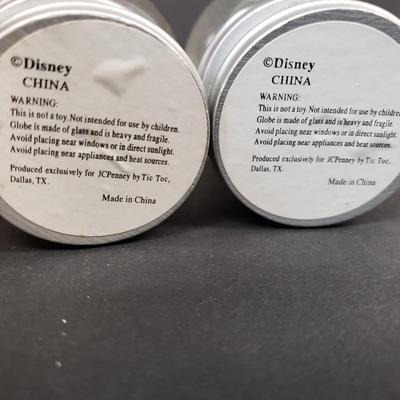 ©Disney
CHINA
WARNING:
This is not a toy. Not intended for use by children.
Globe is made of glass and is heavy and fragile.
Avoid placing near windows or in direct sunlight.
Avoid placing near appliances and heat sources.
Produced exclusively for JCPenney by Tic Toc,
Dallas, TX.
Made in China
©Disney
CHINA
WARNING:
This is not a toy. Not intended for use by children.
Globe is made of glass and is heavy and fragile.
Avoid placing near windows or in direct sunlight.
Avoid placing near appliances and heat sources.
Produced exclusively for JCPenney by Tic Toc,
Dallas, TX.
Made in China